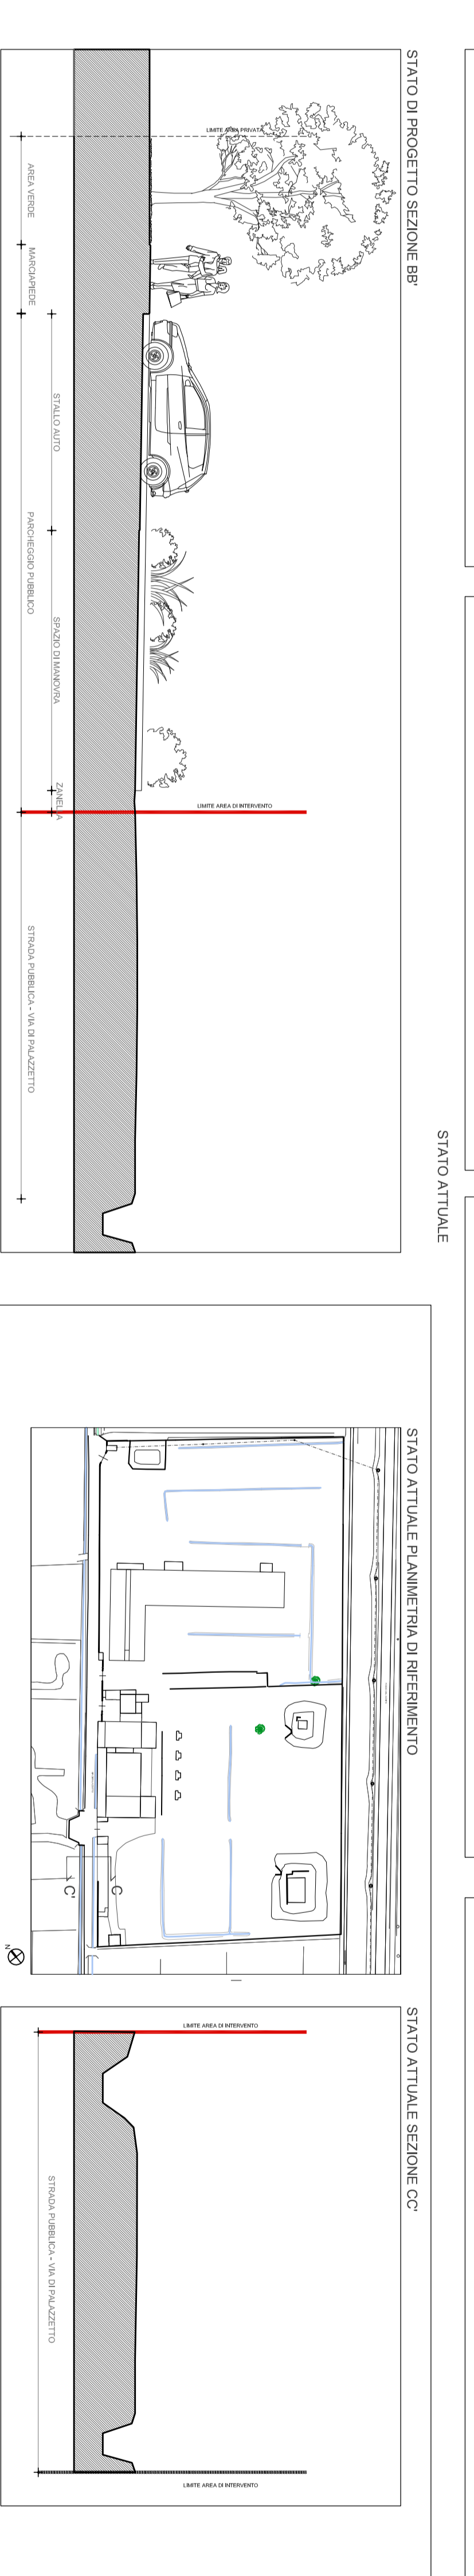 STATO DI PROGETTO SEZIONE BB'
LIMITE AREA PRIVATA
AREA VERDE
MARCIAPIEDE
STALLO AUTO
SPAZIO DI MANOVRA
ZANELLA
PARCHEGGIO PUBBLICO
LIMITE AREA DI INTERVENTO
STRADA PUBBLICA - VIA DI PALAZZETTO
STATO ATTUALE
STATO ATTUALE PLANIMETRIA DI RIFERIMENTO
C
C'
N
STATO ATTUALE SEZIONE CC'
LIMITE AREA DI INTERVENTO
STRADA PUBBLICA - VIA DI PALAZZETTO
LIMITE AREA DI INTERVENTO